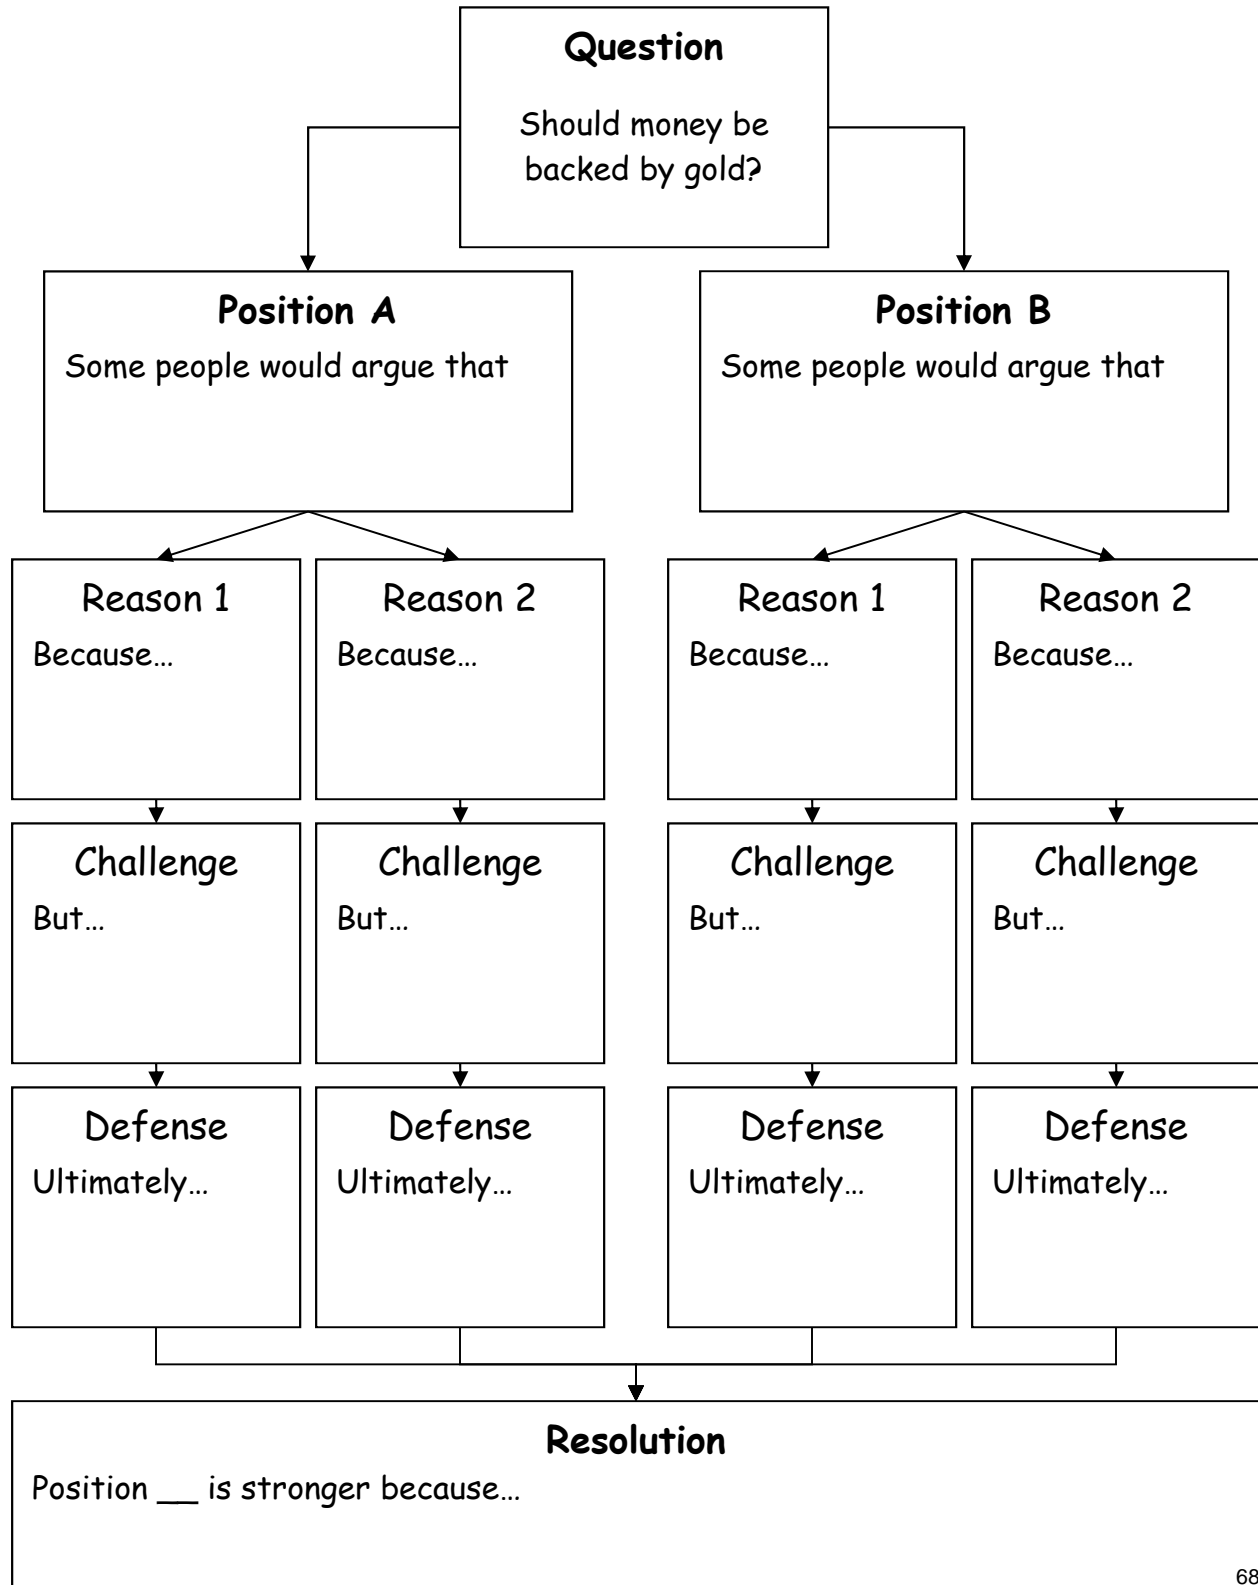 Question
Should money be
backed by gold?
Position A
Some people would argue that
Position B
Some people would argue that
Reason 1
Because…
Reason 2
Because…
Reason 1
Because…
Reason 2
Because…
Challenge
But…
Challenge
But…
Challenge
But…
Challenge
But…
Defense
Ultimately…
Defense
Ultimately…
Defense
Ultimately…
Defense
Ultimately…
Resolution
Position __ is stronger because…
68